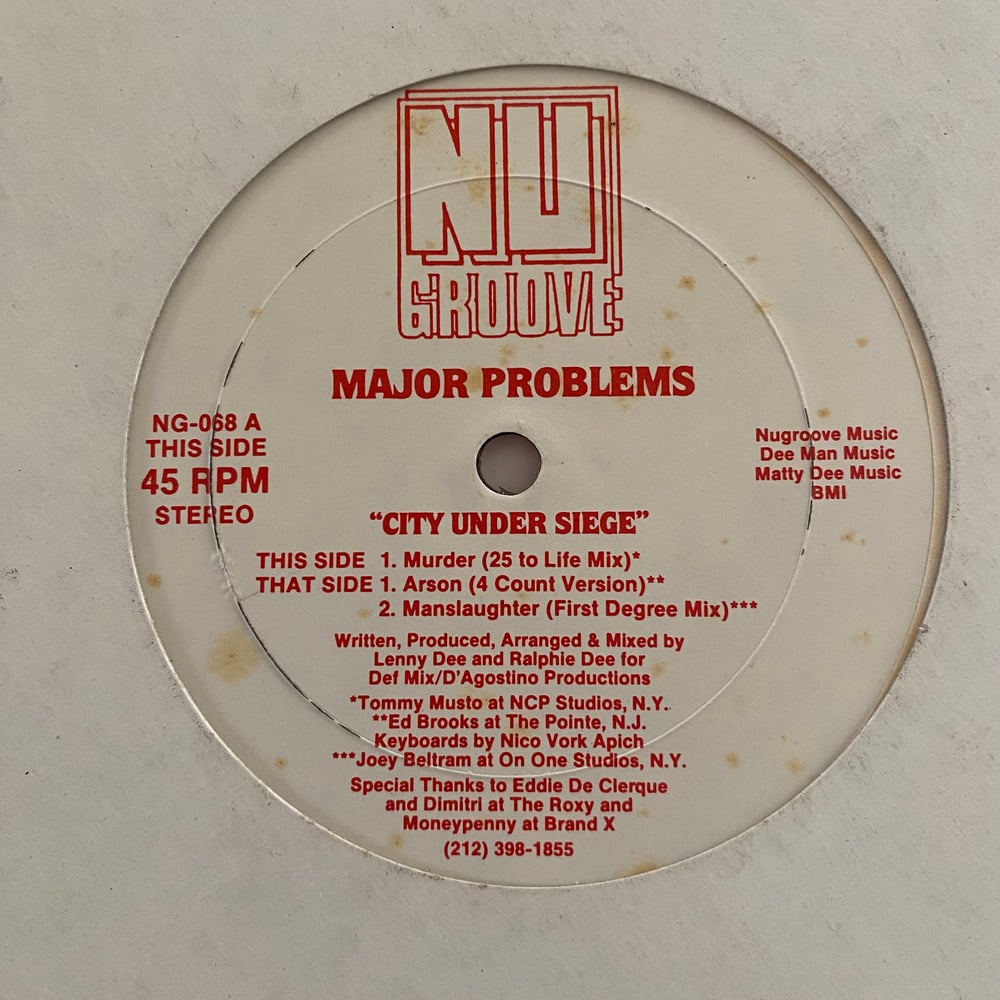 NU
GROOVE
MAJOR PROBLEMS
NG-068 A
THIS SIDE
45 RPM
STEREO
Nugroove Music
Dee Man Music
Matty Dee Music
BMI
"CITY UNDER SIEGE"
THIS SIDE 1. Murder (25 to Life Mix)*
THAT SIDE 1. Arson (4 Count Version)**
2. Manslaughter (First Degree Mix)***
Written, Produced, Arranged & Mixed by
Lenny Dee and Ralphie Dee for
Def Mix/D'Agostino Productions
*Tommy Musto at NCP Studios, N.Y.
**Ed Brooks at The Pointe, N.J.
Keyboards by Nico Vork Apich
***Joey Beltram at On One Studios, N.Y.
Special Thanks to Eddie De Clerque
and Dimitri at The Roxy and
Moneypenny at Brand X
(212) 398-1855